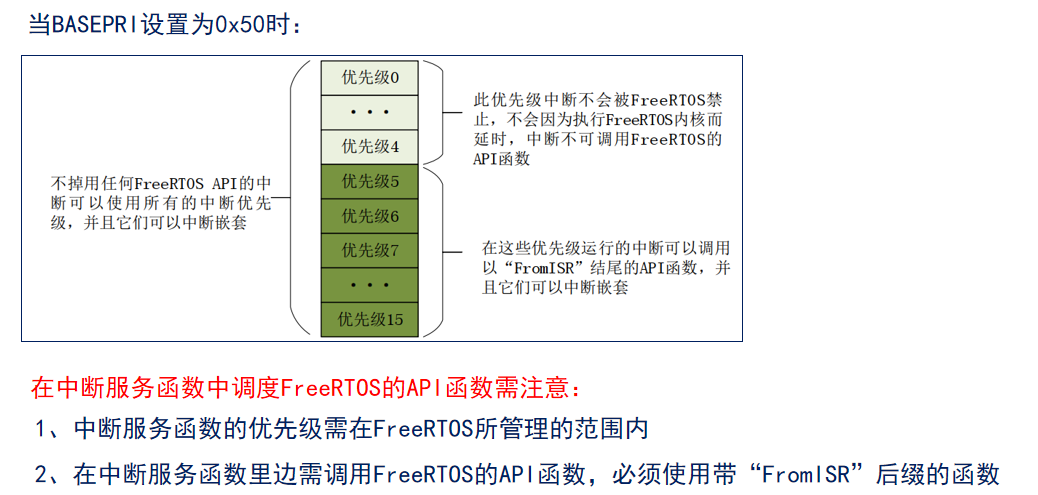 当BASEPRI设置为0x50时：
优先级0
···
优先级4
优先级5
优先级6
优先级7
···
优先级15
不掉用任何FreeRTOS API的中
断可以使用所有的中断优先
级，并且它们可以中断嵌套
此优先级中断不会被FreeRTOS禁
止，不会因为执行FreeRTOS内核而
延时，中断不可调用FreeRTOS的
API函数
在这些优先级运行的中断可以调用
以“FromISR”结尾的API函数，并
且它们可以中断嵌套
在中断服务函数中调度FreeRTOS的API函数需注意：
1、中断服务函数的优先级需在FreeRTOS所管理的范围内
2、在中断服务函数里边需调用FreeRTOS的API函数，必须使用带“FromISR”后缀的函数